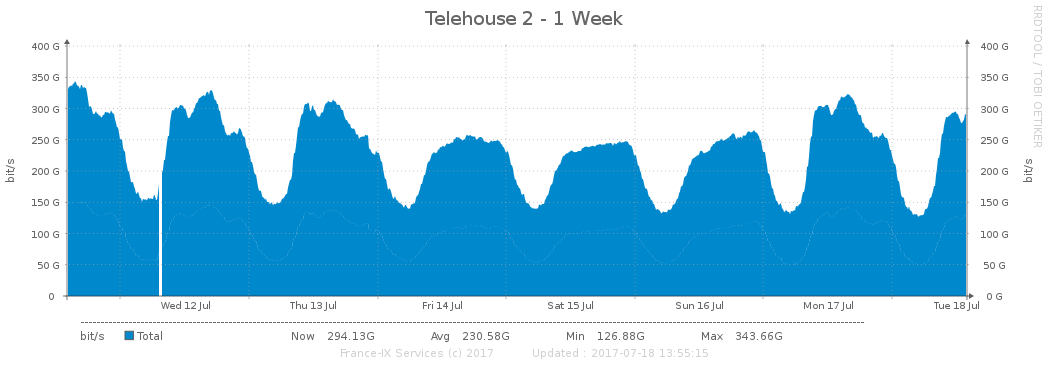 Telehouse 2 - 1 Week
RRDTOOL / TOBI OETIKER
bit/s
400 G
350 G
300 G
250 G
200 G
150 G
100 G
50 G
0
400 G
350 G
300 G
250 G
200 G
150 G
100 G
50 G
0 G
bit/s
Wed 12 Jul Thu 13 Jul Fri 14 Jul Sat 15 Jul Sun 16 Jul Mon 17 Jul Tue 18 Jul
bit/s Total Now 294.13G Avg 230.58G Min 126.88G Max 343.66G
France-IX Services (c) 2017 Updated : 2017-07-18 13:55:15